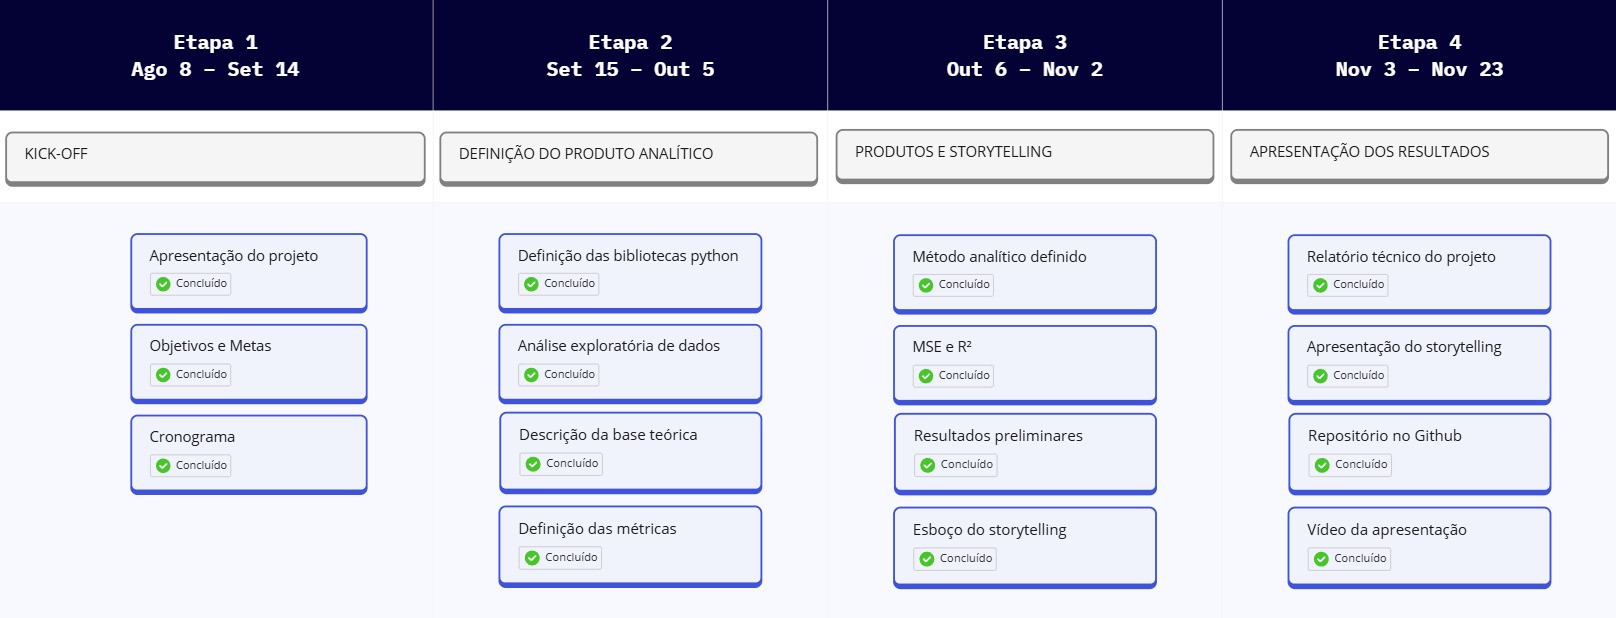 Etapa 1
Ago 8 – Set 14
Etapa 2
Set 15 – Out 5
Etapa 3
Out 6 – Nov 2
Etapa 4
Nov 3 – Nov 23
KICK-OFF
DEFINIÇÃO DO PRODUTO ANALÍTICO
PRODUTOS E STORYTELLING
APRESENTAÇÃO DOS RESULTADOS
Apresentação do projeto
Concluído
Objetivos e Metas
Concluído
Cronograma
Concluído
Definição das bibliotecas python
Concluído
Análise exploratória de dados
Concluído
Descrição da base teórica
Concluído
Definição das métricas
Concluído
Método analítico definido
Concluído
MSE e R²
Concluído
Resultados preliminares
Concluído
Esboço do storytelling
Concluído
Relatório técnico do projeto
Concluído
Apresentação do storytelling
Concluído
Repositório no Github
Concluído
Vídeo da apresentação
Concluído